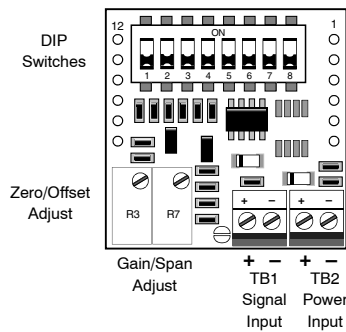 12
1
ON
DIP
Switches
1 2 3 4 5 6 7 8
Zero/Offset
Adjust
R3 R7
+ − + −
Gain/Span
Adjust
+ − + −
TB1 TB2
Signal Power
Input Input